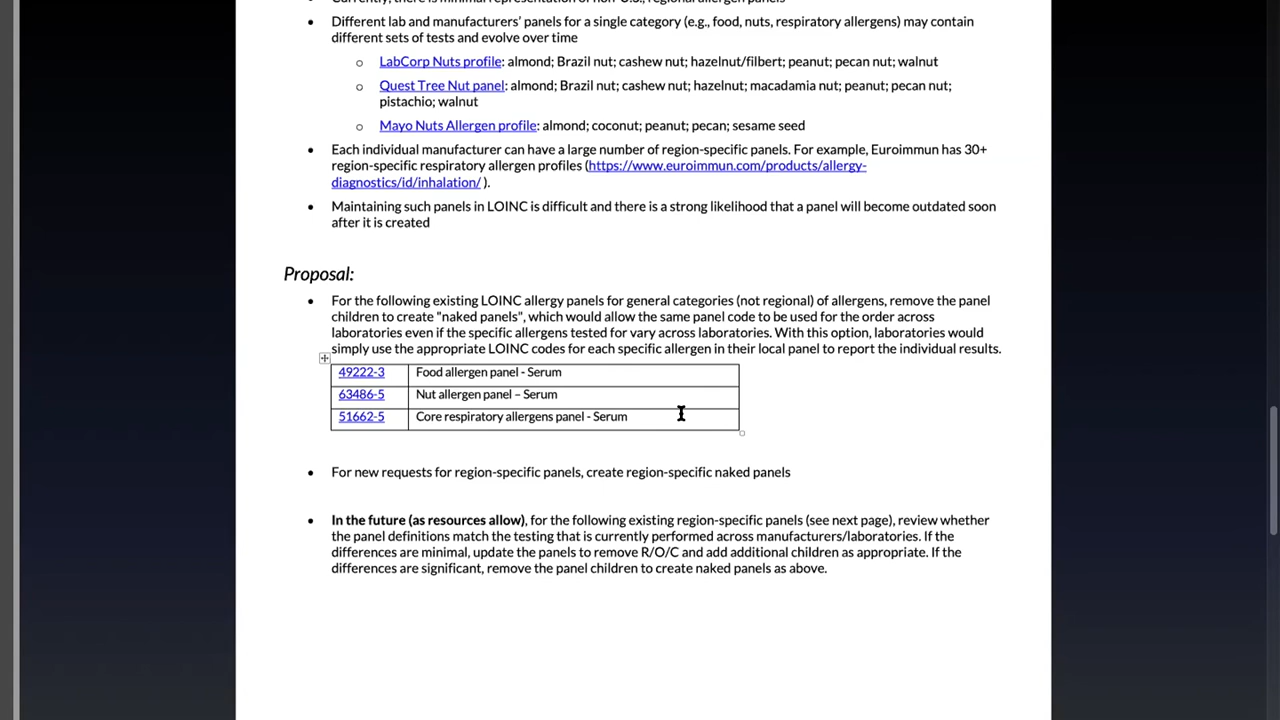 Currently, there is minimal representation of non-U.S., regional allergen panels
• Different lab and manufacturers' panels for a single category (e.g., food, nuts, respiratory allergens) may contain
different sets of tests and evolve over time
o LabCorp Nuts profile: almond; Brazil nut; cashew nut; hazelnut/filbert; peanut; pecan nut; walnut
o Quest Tree Nut panel: almond; Brazil nut; cashew nut; hazelnut; macadamia nut; peanut; pecan nut;
pistachio; walnut
o Mayo Nuts Allergen profile: almond; coconut; peanut; pecan; sesame seed
• Each individual manufacturer can have a large number of region-specific panels. For example, Euroimmun has 30+
region-specific respiratory allergen profiles (https://www.euroimmun.com/products/allergy-
diagnostics/id/inhalation/ ).
• Maintaining such panels in LOINC is difficult and there is a strong likelihood that a panel will become outdated soon
after it is created
Proposal:
• For the following existing LOINC allergy panels for general categories (not regional) of allergens, remove the panel
children to create "naked panels", which would allow the same panel code to be used for the order across
laboratories even if the specific allergens tested for vary across laboratories. With this option, laboratories would
simply use the appropriate LOINC codes for each specific allergen in their local panel to report the individual results.
49222-3 Food allergen panel - Serum
63486-5 Nut allergen panel – Serum
51662-5 Core respiratory allergens panel - Serum
• For new requests for region-specific panels, create region-specific naked panels
• In the future (as resources allow), for the following existing region-specific panels (see next page), review whether
the panel definitions match the testing that is currently performed across manufacturers/laboratories. If the
differences are minimal, update the panels to remove R/O/C and add additional children as appropriate. If the
differences are significant, remove the panel children to create naked panels as above.